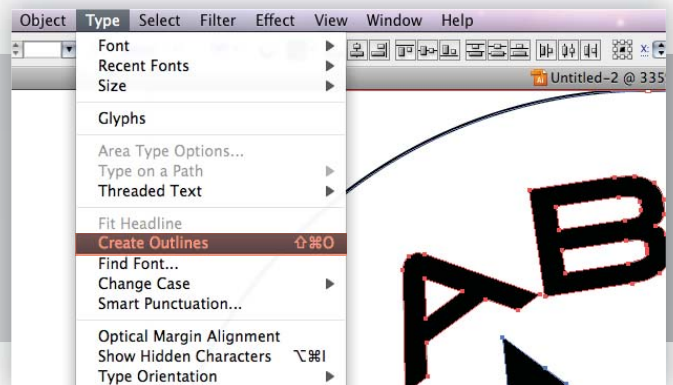 Object Type Select Filter Effect View Window Help
Font
Recent Fonts
Size
X:
Untitled-2 @ 335
Glyphs
Area Type Options...
Type on a Path
Threaded Text
Fit Headline
Create Outlines ⇧⌘O
Find Font...
Change Case
Smart Punctuation...
Optical Margin Alignment
Show Hidden Characters ⌥⌘I
Type Orientation
A B